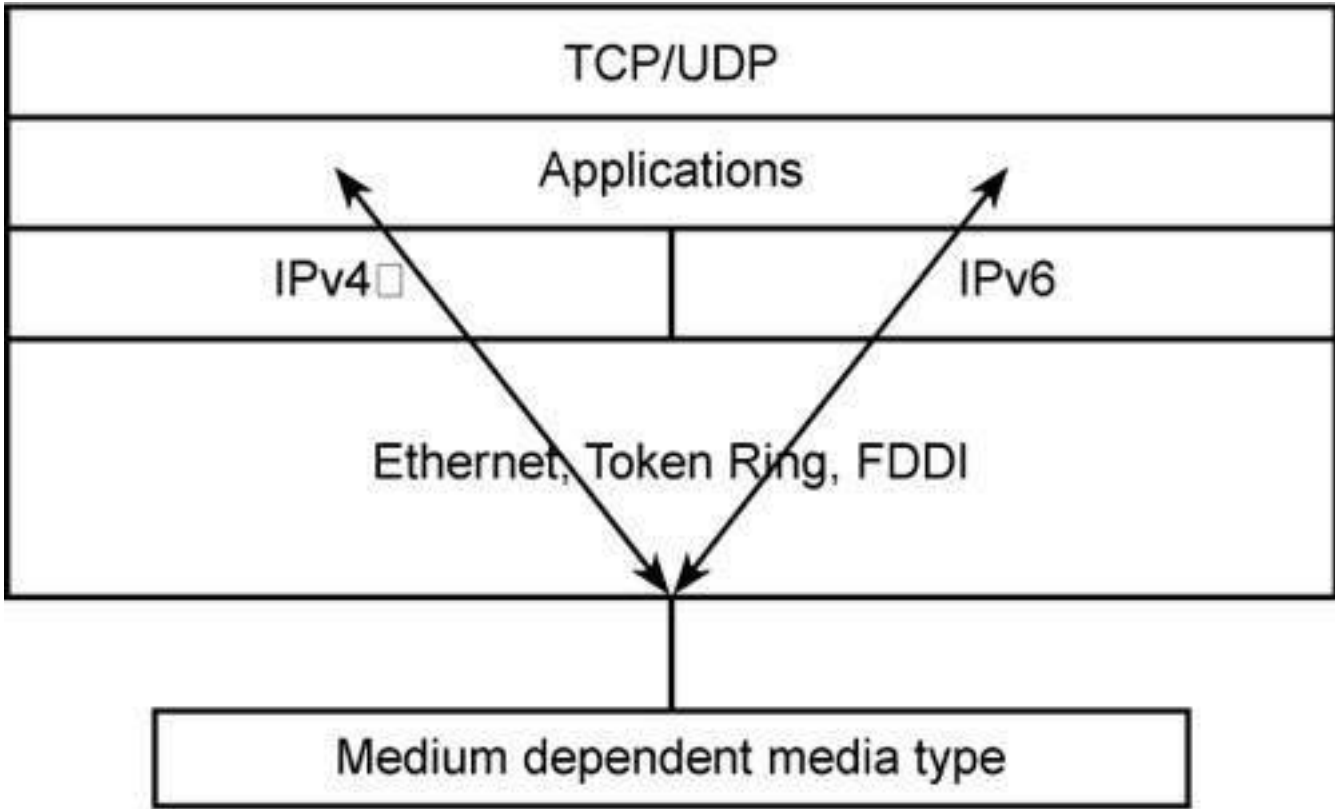 TCP/UDP
Applications
IPv4□
IPv6
Ethernet, Token Ring, FDDI
Medium dependent media type